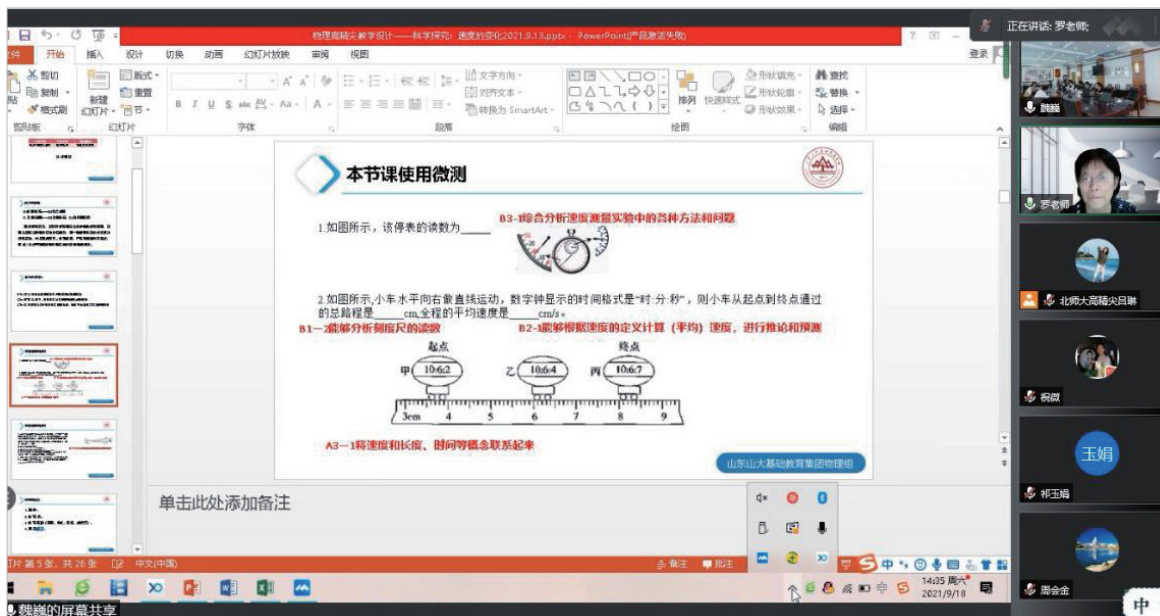 正在讲话: 罗老师;
物理高精尖教学设计——科学探究：速度的变化2021.9.13.pptx - PowerPoint(产品激活失败)
文件 开始 插入 设计 切换 动画 幻灯片放映 审阅 视图
登录
剪切
复制
格式刷
新建
幻灯片
版式
重置
节
文字方向
对齐文本
转换为 SmartArt
排列
快速样式
形状填充
形状轮廓
形状效果
查找
替换
选择
剪贴板
幻灯片
字体
段落
绘图
编辑
本节课使用微测
B3-1综合分析速度测量实验中的各种方法和问题
1.如图所示，该停表的读数为_____
2.如图所示,小车水平向右做直线运动，数字钟显示的时间格式是“时:分:秒”，则小车从起点到终点通过
的总路程是_____cm,全程的平均速度是_____cm/s。
B1—2能够分析刻度尺的读数
B2-1能够根据速度的定义计算（平均）速度，进行推论和预测
起点
终点
甲 10:6:2
乙 10:6:4
丙 10:6:7
3cm 4 5 6 7 8 9
A3—1将速度和长度、时间等概念联系起来
山东山大基础教育集团物理组
单击此处添加备注
幻灯片 第 5 张，共 26 张
中文(中国)
备注
批注
中
14:35 周六
2021/9/18
魏巍的屏幕共享
魏巍
罗老师
北师大高精尖吕琳
祝微
玉娟
祁玉娟
周会金
中